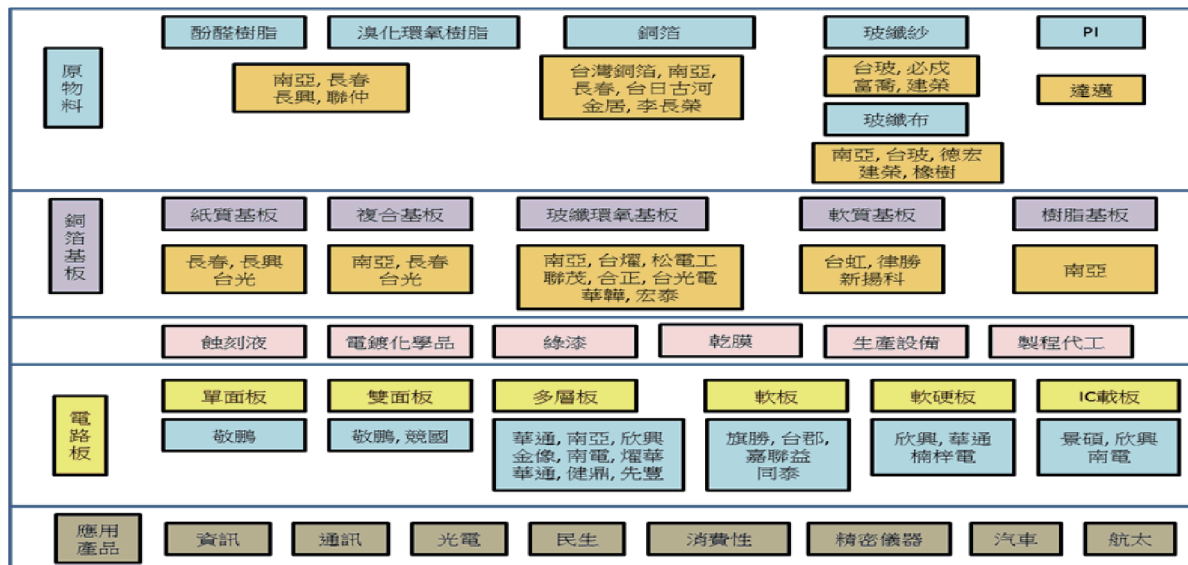 原物料
酚醛樹脂
溴化環氧樹脂
銅箔
玻纖紗
PI
南亞, 長春
長興, 聯仲
台灣銅箔, 南亞,
長春, 台日古河
金居, 李長榮
台玻, 必成
富喬, 建榮
達邁
玻纖布
南亞, 台玻, 德宏
建榮, 橡樹
銅箔基板
紙質基板
複合基板
玻纖環氧基板
軟質基板
樹脂基板
長春, 長興
台光
南亞, 長春
台光
南亞, 台燿, 松電工
聯茂, 合正, 台光電
華韡, 宏泰
台虹, 律勝
新揚科
南亞
蝕刻液
電鍍化學品
綠漆
乾膜
生產設備
製程代工
電路板
單面板
雙面板
多層板
軟板
軟硬板
IC載板
敬鵬
敬鵬, 競國
華通, 南亞, 欣興
金像, 南電, 燿華
華通, 健鼎, 先豐
旗勝, 台郡,
嘉聯益
同泰
欣興, 華通
楠梓電
景碩, 欣興
南電
應用
產品
資訊
通訊
光電
民生
消費性
精密儀器
汽車
航太